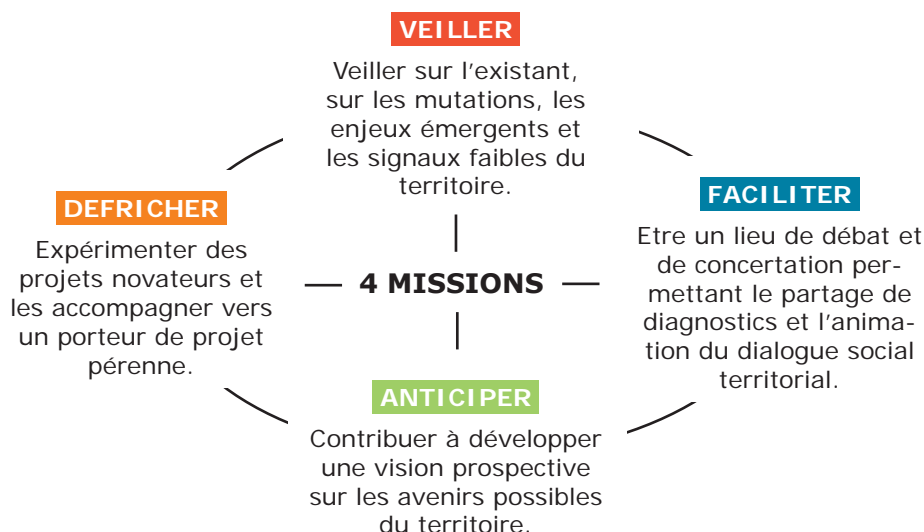 VEILLER
Veiller sur l'existant,
sur les mutations, les
enjeux émergents et
les signaux faibles du
territoire.
DEFRICHER
Expérimenter des
projets novateurs et
les accompagner vers
un porteur de projet
pérenne.
4 MISSIONS
FACILITER
Etre un lieu de débat et
de concertation per-
mettant le partage de
diagnostics et l'anima-
tion du dialogue social
territorial.
ANTICIPER
Contribuer à développer
une vision prospective
sur les avenirs possibles
du territoire.